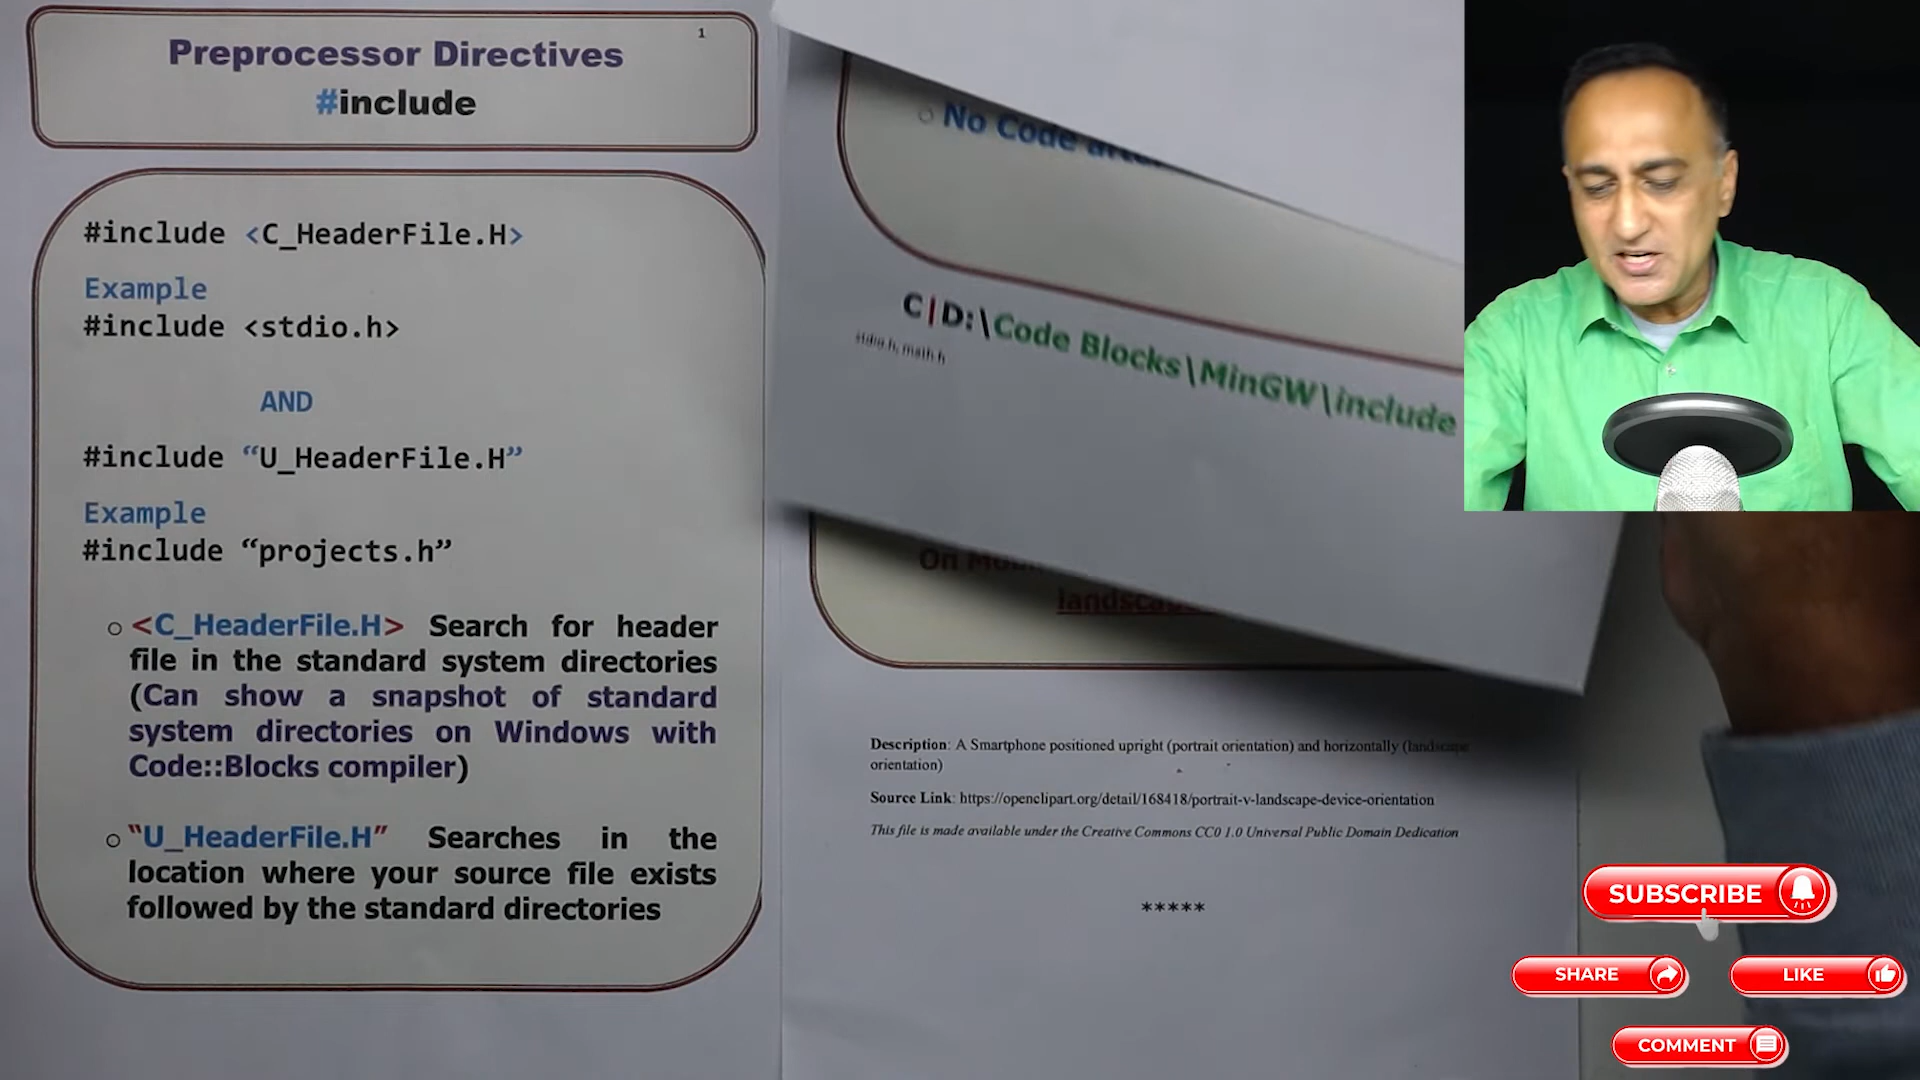 Preprocessor Directives
1
#include
#include <C_HeaderFile.H>
Example
#include <stdio.h>
AND
#include “U_HeaderFile.H”
Example
#include “projects.h”
<C_HeaderFile.H> Search for header
file in the standard system directories
(Can show a snapshot of standard
system directories on Windows with
Code::Blocks compiler)
"U_HeaderFile.H" Searches in the
location where your source file exists
followed by the standard directories
No Code after
C|D:\Code Blocks\MinGW\include
stdio.h, math.h
On
Description: A Smartphone positioned upright (portrait orientation) and horizontally (landscape
orientation)
Source Link: https://openclipart.org/detail/168418/portrait-v-landscape-device-orientation
This file is made available under the Creative Commons CC0 1.0 Universal Public Domain Dedication
*****
SUBSCRIBE
SHARE
LIKE
COMMENT